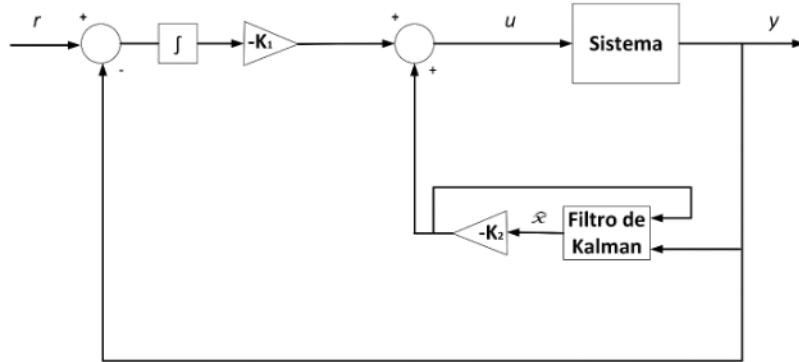 r
+
-
∫
-K₁
+
+
u
Sistema
y
-K₂
x̂
Filtro de
Kalman